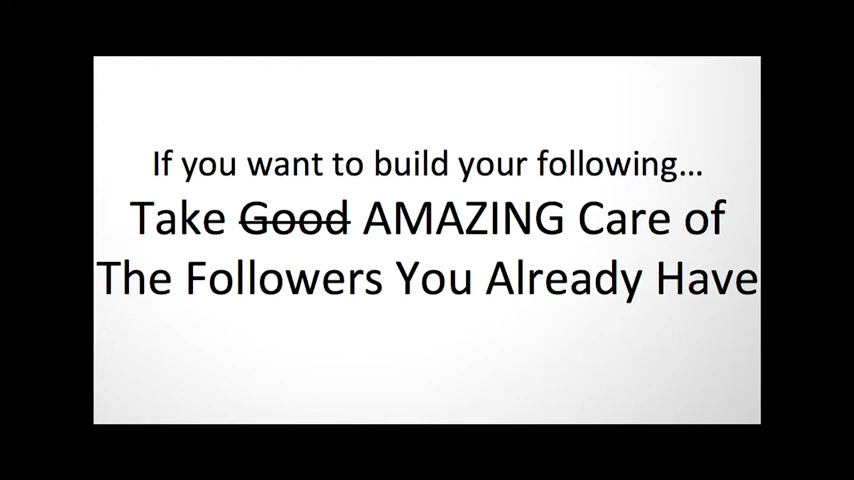 If you want to build your following...
Take Good AMAZING Care of
The Followers You Already Have